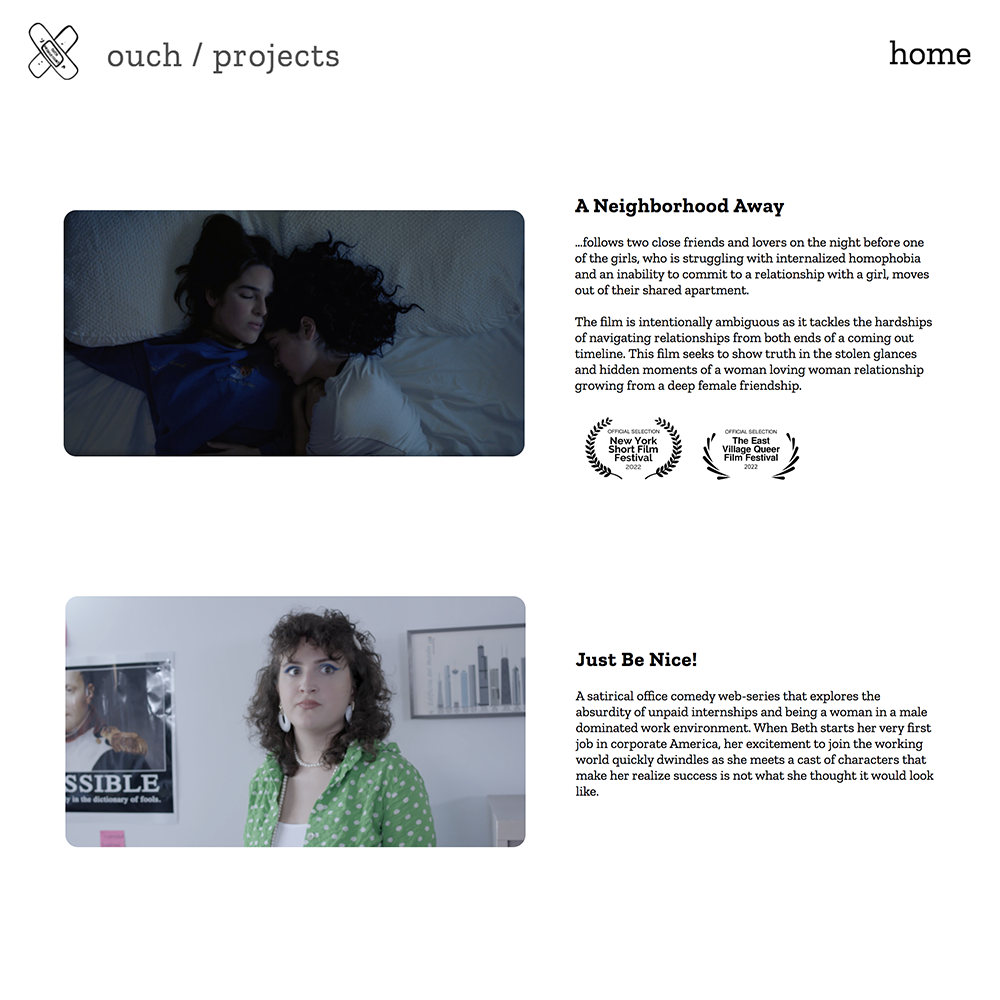 ouch / projects
home
A Neighborhood Away
...follows two close friends and lovers on the night before one
of the girls, who is struggling with internalized homophobia
and an inability to commit to a relationship with a girl, moves
out of their shared apartment.
The film is intentionally ambiguous as it tackles the hardships
of navigating relationships from both ends of a coming out
timeline. This film seeks to show truth in the stolen glances
and hidden moments of a woman loving woman relationship
growing from a deep female friendship.
OFFICIAL SELECTION
New York
Short Film
Festival
2022
OFFICIAL SELECTION
The East
Village Queer
Film Festival
2022
SSIBLE
y in the dictionary of fools.
Just Be Nice!
A satirical office comedy web-series that explores the
absurdity of unpaid internships and being a woman in a male
dominated work environment. When Beth starts her very first
job in corporate America, her excitement to join the working
world quickly dwindles as she meets a cast of characters that
make her realize success is not what she thought it would look
like.